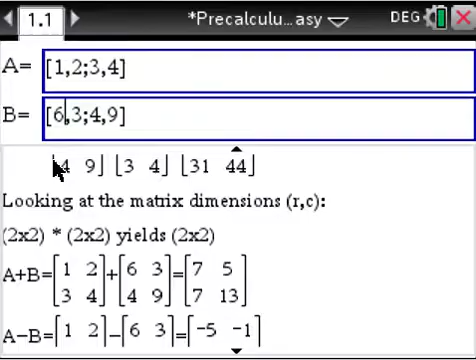 1.1 *Precalcu…asy DEG
A= [1,2;3,4]
B= [6,3;4,9]
[4 9] [3 4] [31 44]
Looking at the matrix dimensions (r,c):
(2x2) * (2x2) yields (2x2)
A+B=[1 2]+[6 3]=[7 5]
[3 4] [4 9] [7 13]
A−B=[1 2]−[6 3]=[−5 −1]